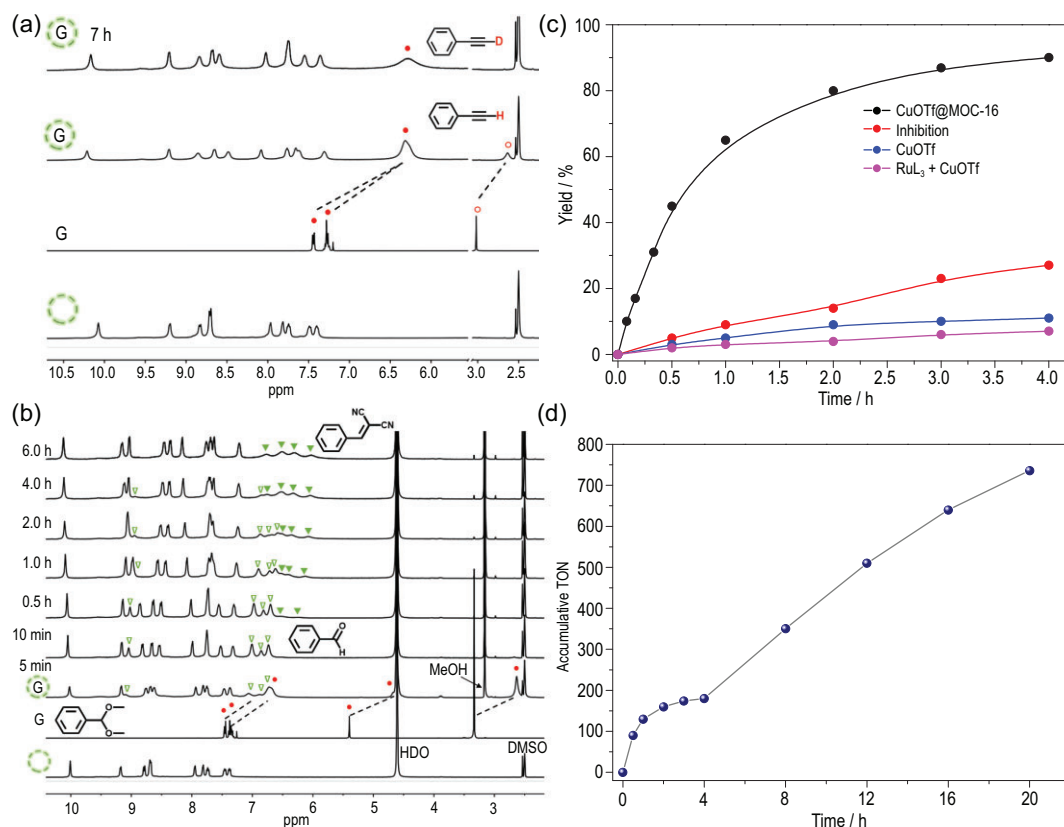 (a)
G 7 h
D
G
H
G
10.5 10.0 9.5 9.0 8.5 8.0 7.5 7.0 6.5 6.0 3.0 2.5
ppm
(b)
NC
CN
6.0 h
4.0 h
2.0 h
1.0 h
0.5 h
10 min
O
H
5 min
G
MeOH
G
O
O
HDO
DMSO
10 9 8 7 6 5 4 3
ppm
(c)
100
80
60
40
20
0
Yield / %
CuOTf@MOC-16
Inhibition
CuOTf
RuL3 + CuOTf
0.0 0.5 1.0 1.5 2.0 2.5 3.0 3.5 4.0
Time / h
(d)
800
700
600
500
400
300
200
100
0
Accumulative TON
0 4 8 12 16 20
Time / h